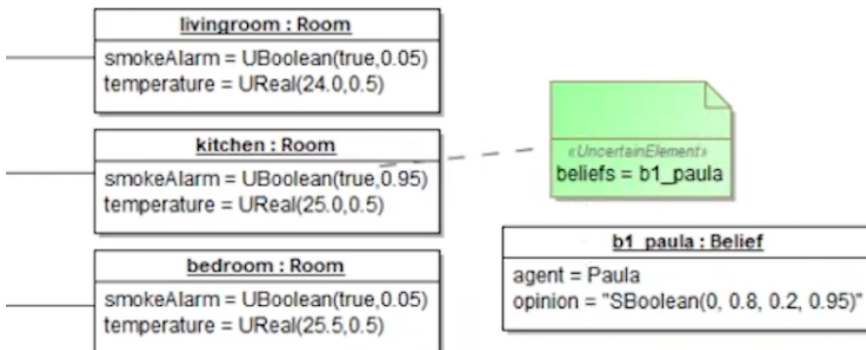 livingroom : Room
smokeAlarm = UBoolean(true,0.05)
temperature = UReal(24.0,0.5)
kitchen : Room
smokeAlarm = UBoolean(true,0.95)
temperature = UReal(25.0,0.5)
bedroom : Room
smokeAlarm = UBoolean(true,0.05)
temperature = UReal(25.5,0.5)
«UncertainElement»
beliefs = b1_paula
b1_paula : Belief
agent = Paula
opinion = "SBoolean(0, 0.8, 0.2, 0.95)"